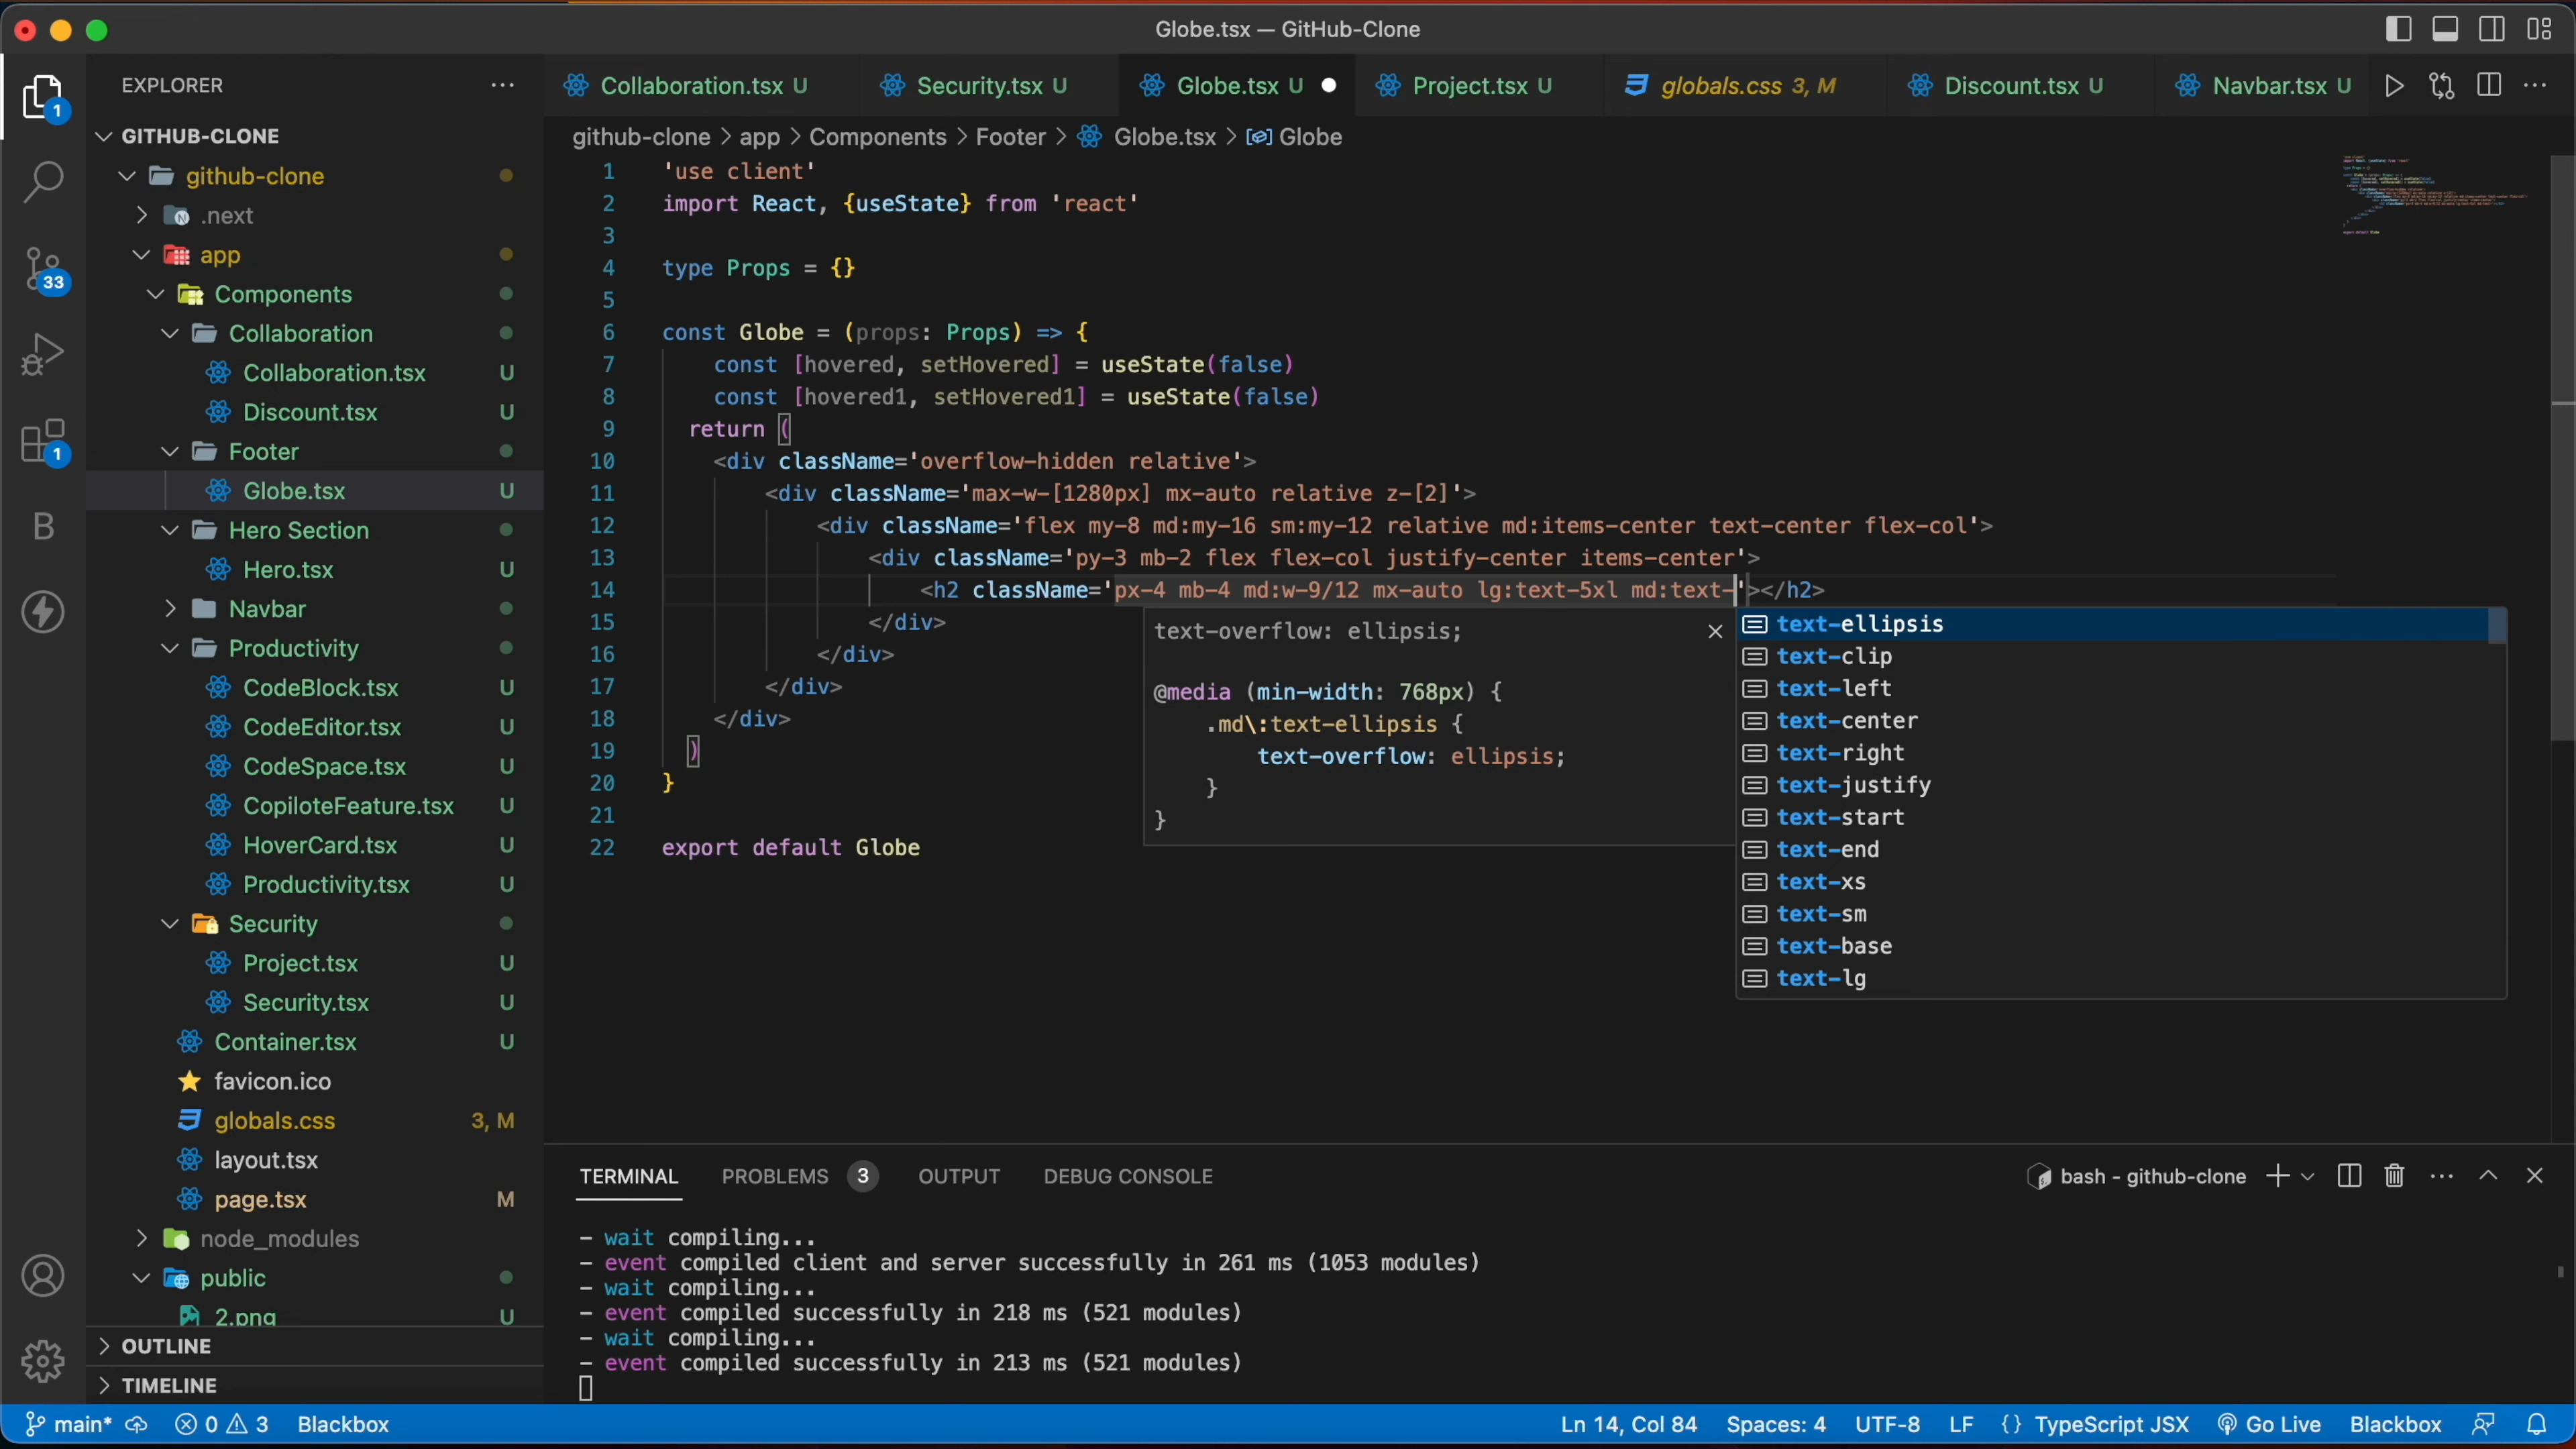 Globe.tsx — GitHub-Clone
EXPLORER
GITHUB-CLONE
github-clone
.next
app
Components
Collaboration
Collaboration.tsx U
Discount.tsx U
Footer
Globe.tsx U
Hero Section
Hero.tsx U
Navbar
Productivity
CodeBlock.tsx U
CodeEditor.tsx U
CodeSpace.tsx U
CopiloteFeature.tsx U
HoverCard.tsx U
Productivity.tsx U
Security
Project.tsx U
Security.tsx U
Container.tsx U
favicon.ico
globals.css 3, M
layout.tsx
page.tsx M
node_modules
public
2.png U
OUTLINE
TIMELINE
1
33
1
B
Collaboration.tsx U Security.tsx U Globe.tsx U Project.tsx U globals.css 3, M Discount.tsx U Navbar.tsx U
github-clone > app > Components > Footer > Globe.tsx > Globe
1 'use client'
2 import React, {useState} from 'react'
3
4 type Props = {}
5
6 const Globe = (props: Props) => {
7 const [hovered, setHovered] = useState(false)
8 const [hovered1, setHovered1] = useState(false)
9 return (
10 <div className='overflow-hidden relative'>
11 <div className='max-w-[1280px] mx-auto relative z-[2]'>
12 <div className='flex my-8 md:my-16 sm:my-12 relative md:items-center text-center flex-col'>
13 <div className='py-3 mb-2 flex flex-col justify-center items-center'>
14 <h2 className='px-4 mb-4 md:w-9/12 mx-auto lg:text-5xl md:text-'></h2>
15 </div>
16 </div>
17 </div>
18 </div>
19 )
20 }
21
22 export default Globe
text-overflow: ellipsis;
@media (min-width: 768px) {
.md\:text-ellipsis {
text-overflow: ellipsis;
}
}
text-ellipsis
text-clip
text-left
text-center
text-right
text-justify
text-start
text-end
text-xs
text-sm
text-base
text-lg
TERMINAL PROBLEMS 3 OUTPUT DEBUG CONSOLE
bash - github-clone
- wait compiling...
- event compiled client and server successfully in 261 ms (1053 modules)
- wait compiling...
- event compiled successfully in 218 ms (521 modules)
- wait compiling...
- event compiled successfully in 213 ms (521 modules)
main* 0 3 Blackbox
Ln 14, Col 84 Spaces: 4 UTF-8 LF {} TypeScript JSX Go Live Blackbox